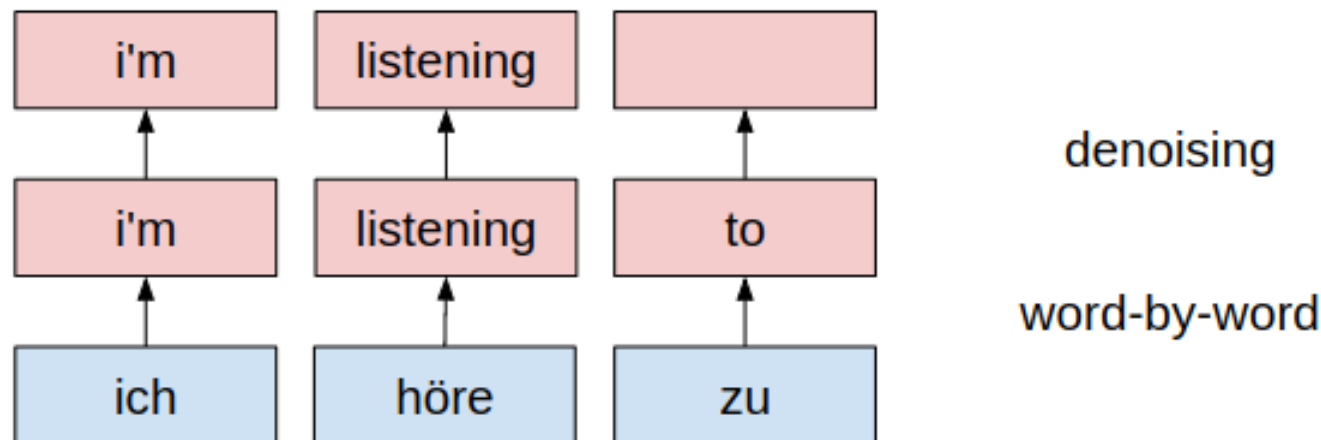 i'm listening
denoising
i'm listening to
word-by-word
ich höre zu